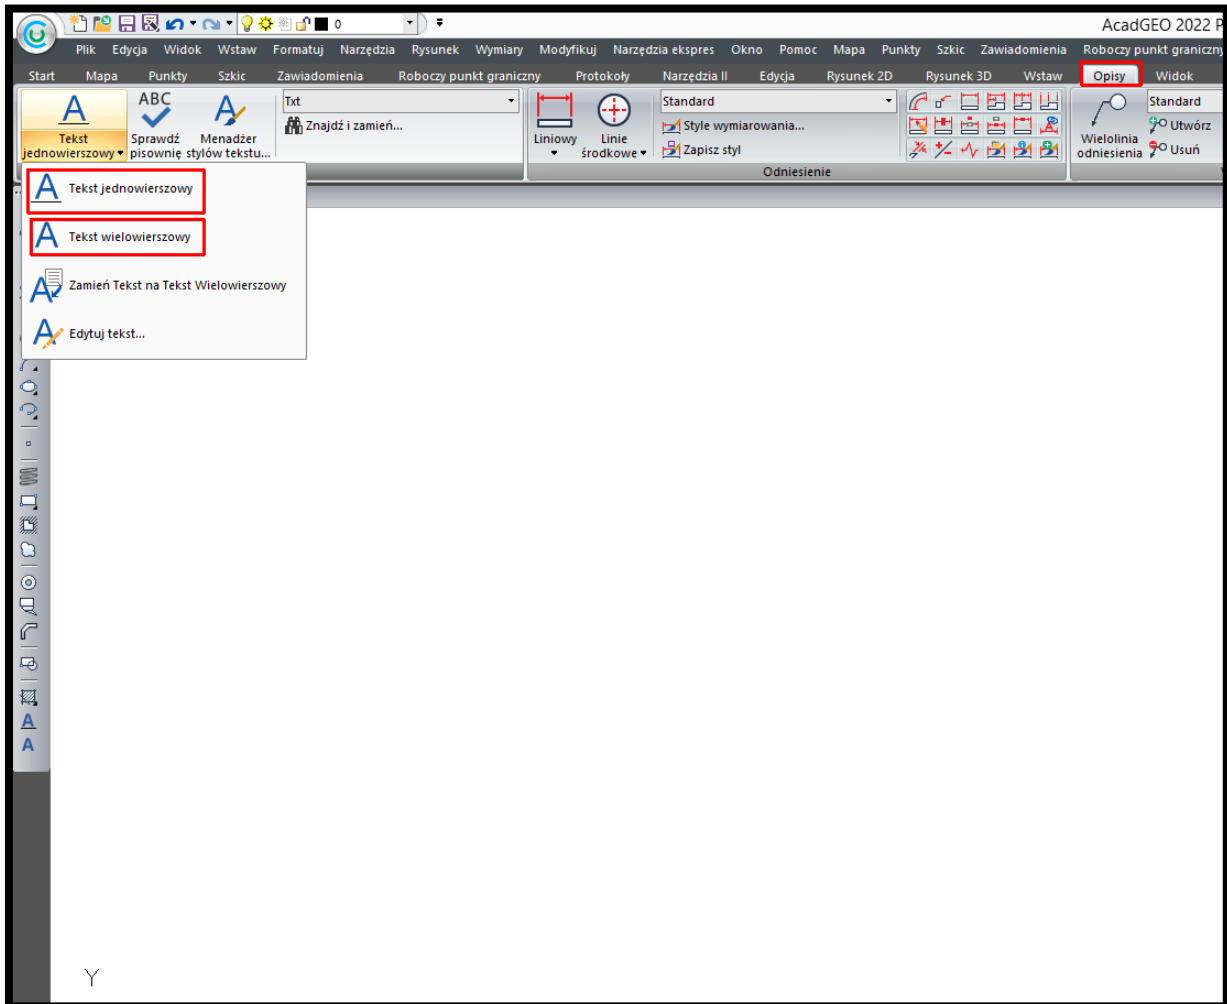 0
AcadGEO 2022 P
Plik Edycja Widok Wstaw Formatuj Narzędzia Rysunek Wymiary Modyfikuj Narzędzia ekspres Okno Pomoc Mapa Punkty Szkic Zawiadomienia Roboczy punkt graniczny
Start Mapa Punkty Szkic Zawiadomienia Roboczy punkt graniczny Protokoły Narzędzia II Edycja Rysunek 2D Rysunek 3D Wstaw Opisy Widok
Tekst
jednowierszowy
ABC
Sprawdź
pisownię
Menadżer
stylów tekstu...
Txt
Znajdź i zamień...
Liniowy
Linie
środkowe
Standard
Style wymiarowania...
Zapisz styl
Odniesienie
Wielolinia
odniesienia
Standard
Utwórz
Usuń
Tekst jednowierszowy
Tekst wielowierszowy
Zamień Tekst na Tekst Wielowierszowy
Edytuj tekst...
Y